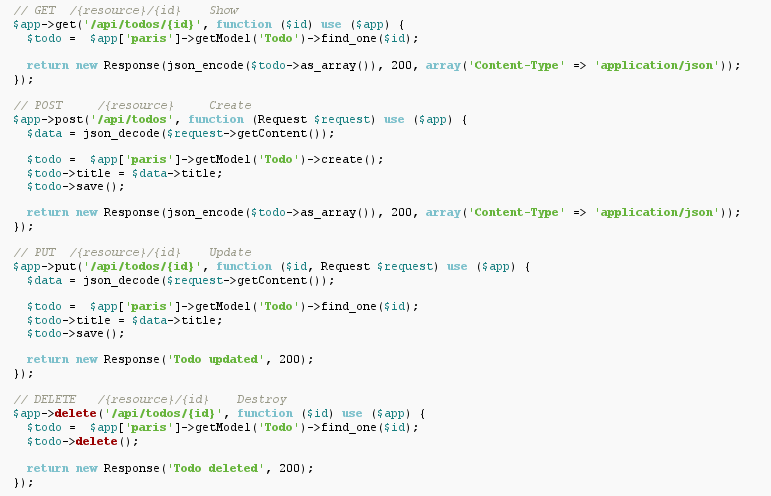 // GET  /{resource}/{id}    Show
$app->get('/api/todos/{id}', function ($id) use ($app) {
  $todo =  $app['paris']->getModel('Todo')->find_one($id);

  return new Response(json_encode($todo->as_array()), 200, array('Content-Type' => 'application/json'));
});

// POST     /{resource}     Create
$app->post('/api/todos', function (Request $request) use ($app) {
  $data = json_decode($request->getContent());

  $todo =  $app['paris']->getModel('Todo')->create();
  $todo->title = $data->title;
  $todo->save();

  return new Response(json_encode($todo->as_array()), 200, array('Content-Type' => 'application/json'));
});

// PUT  /{resource}/{id}    Update
$app->put('/api/todos/{id}', function ($id, Request $request) use ($app) {
  $data = json_decode($request->getContent());

  $todo =  $app['paris']->getModel('Todo')->find_one($id);
  $todo->title = $data->title;
  $todo->save();

  return new Response('Todo updated', 200);
});

// DELETE   /{resource}/{id}    Destroy
$app->delete('/api/todos/{id}', function ($id) use ($app) {
  $todo =  $app['paris']->getModel('Todo')->find_one($id);
  $todo->delete();

  return new Response('Todo deleted', 200);
});